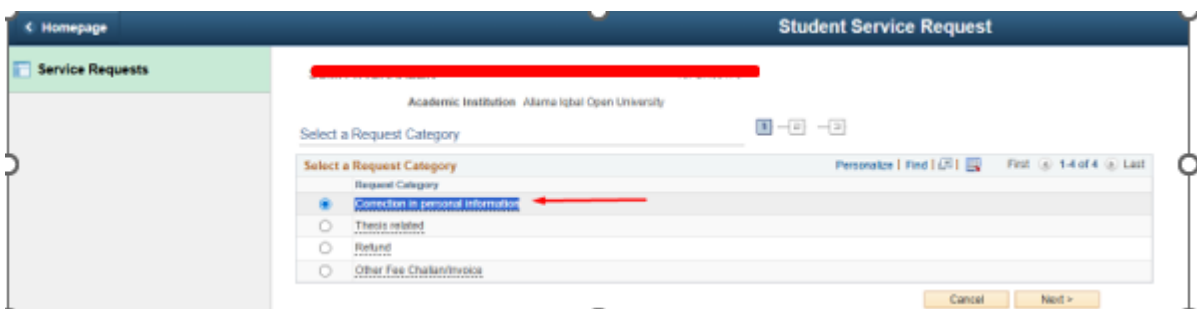 Homepage
Student Service Request
Service Requests
Academic Institution Allama Iqbal Open University
Select a Request Category
1
Select a Request Category
Personalize | Find | First 1-4 of 4 Last
Request Category
Correction in personal information
Thesis related
Refund
Other Fee Challan/Invoice
Cancel Next >